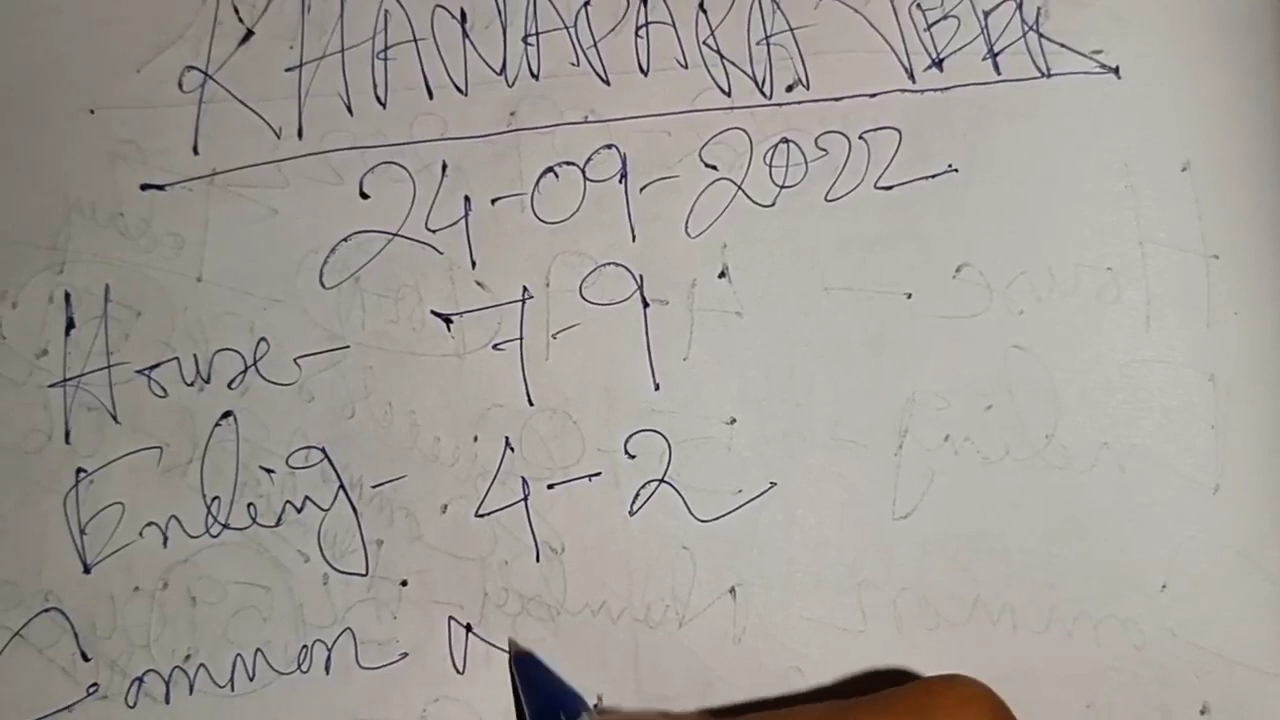 KHANAPARA TEER
24-09-2022
House- 7-9
Ending- 4-2
Common